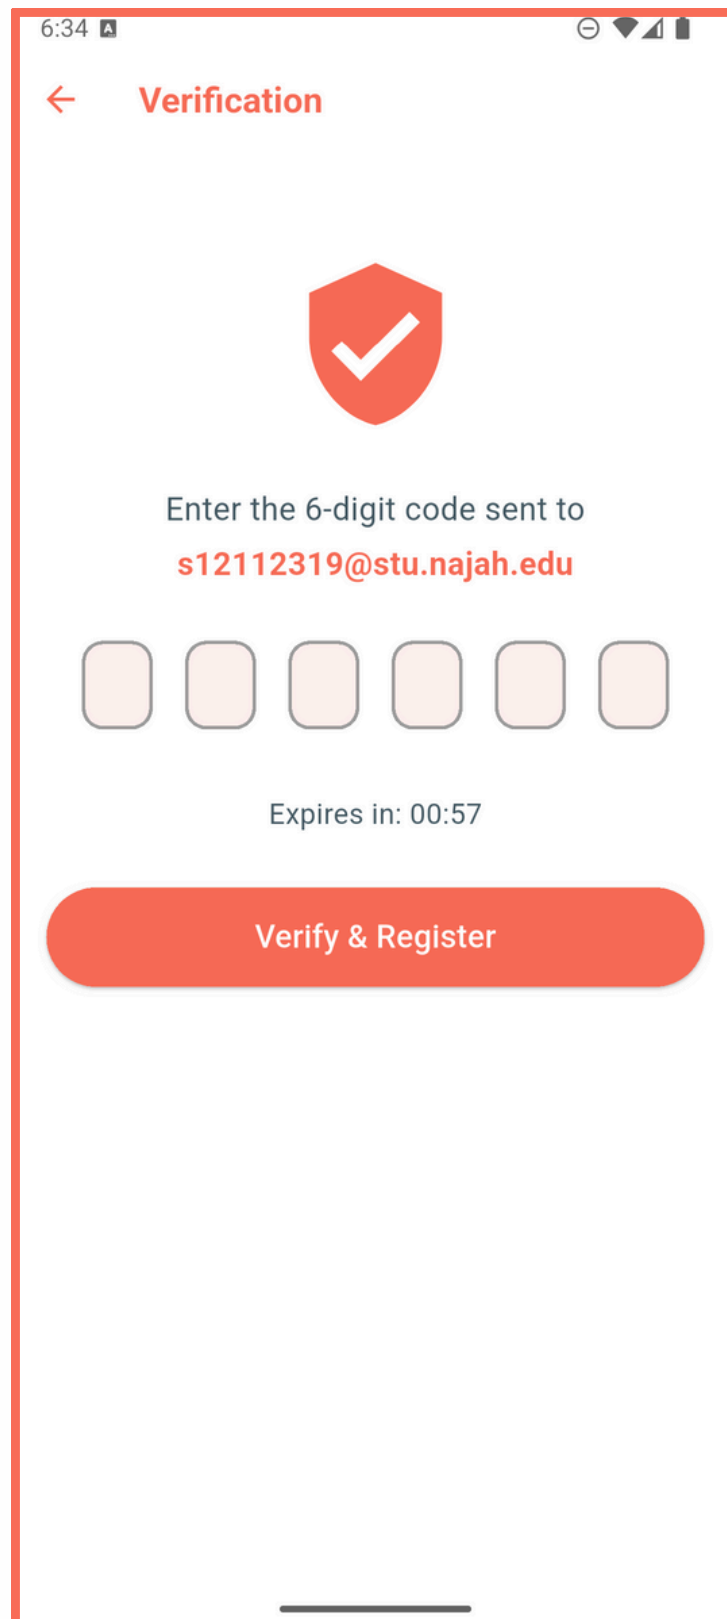 6:34
Verification
Enter the 6-digit code sent to
s12112319@stu.najah.edu
Expires in: 00:57
Verify & Register